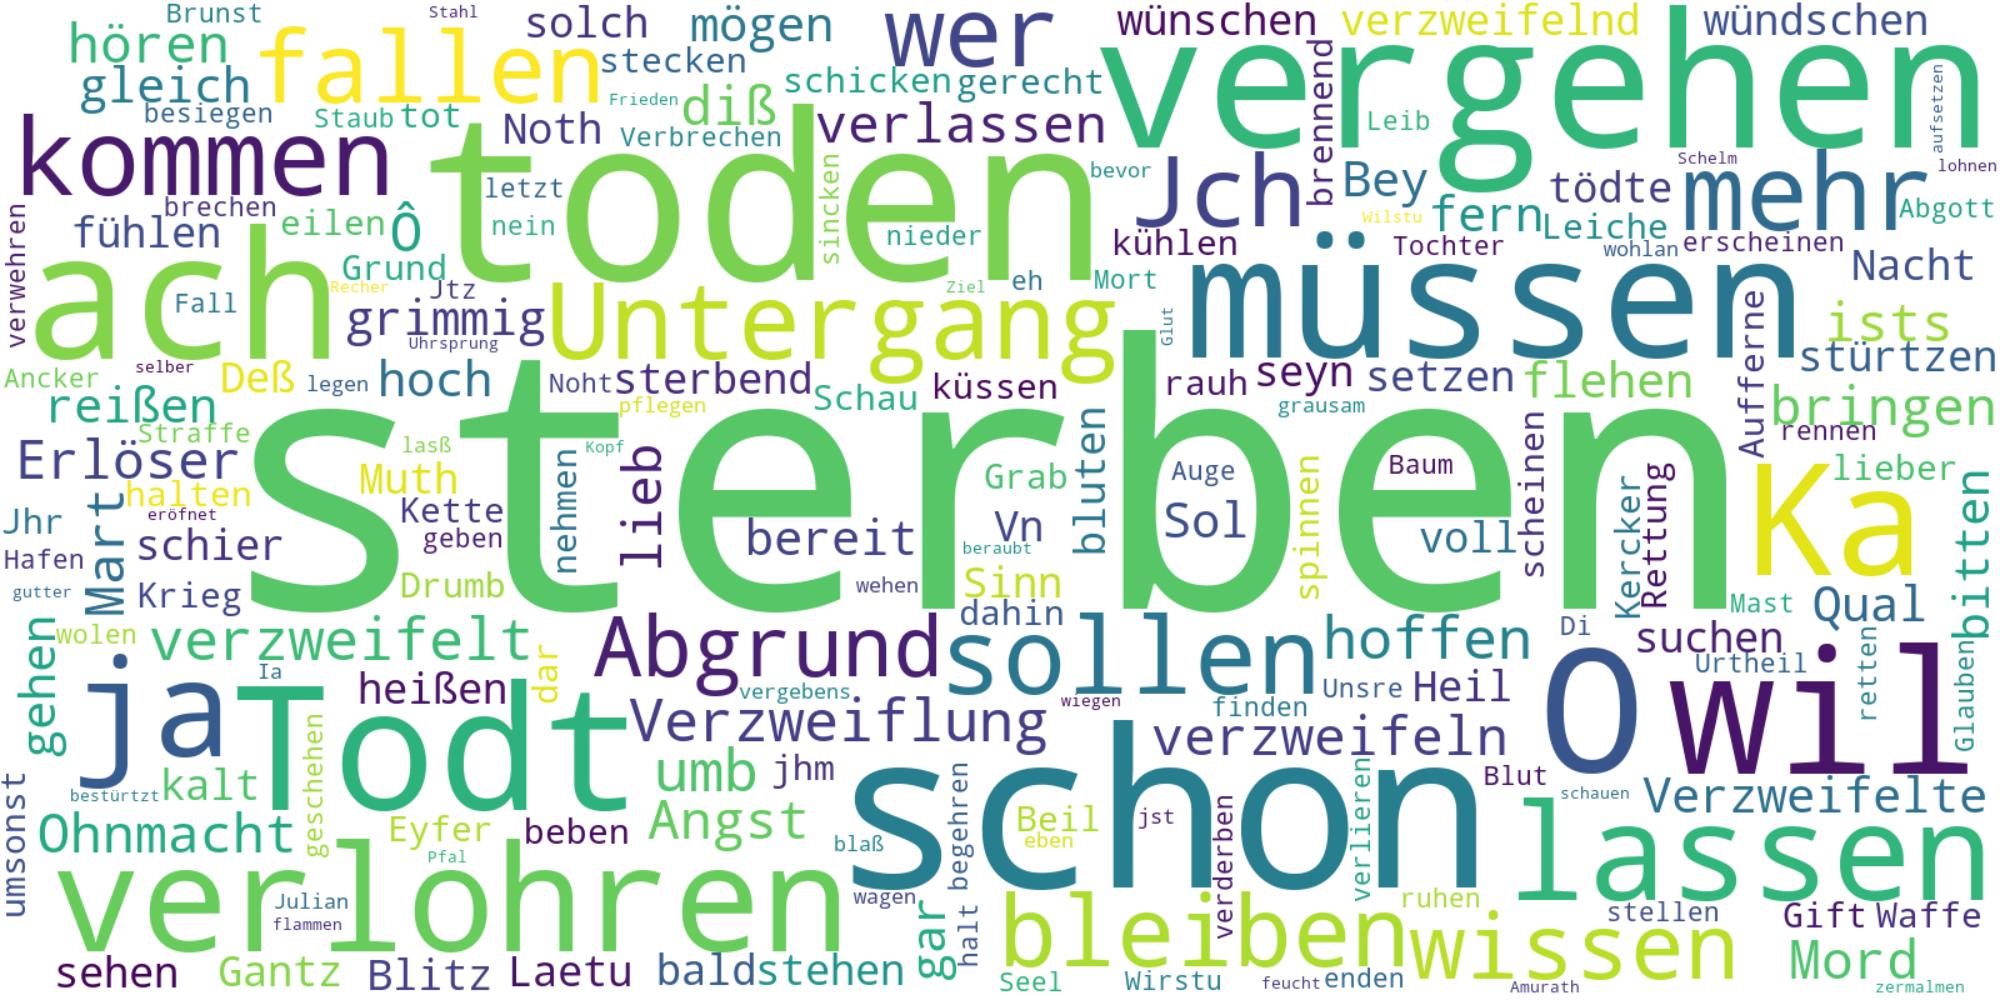 Brunst
Stahl
solch
mögen
wer
wünschen
verzweifelnd
wündschen
hören
fallen
stecken
vergehen
gleich
schicken
gerecht
besiegen
Staub
tot
Frieden
diß
brennend
Leib
aufsetzen
kommen
Noth
Verbrechen
verlassen
toden
bevor
Jch
Bey
Schelm
lohnen
letzt
tödte
mehr
brechen
fühlen
eilen
Ô
nein
sincken
nieder
fern
Wilstu
Leiche
Abgott
verwehren
ach
Grund
kühlen
Tochter
wohlan
erscheinen
müssen
Nacht
Fall
Recher
Jtz
Ziel
eh
Mort
grimmig
Uhrsprung
Untergang
Glut
Aufferne
ists
stürtzen
Ancker
selber
Deß
legen
hoch
Noht
sterbend
Schau
küssen
rauh
seyn
setzen
flehen
reißen
pflegen
grausam
bringen
Straffe
sterben
rennen
Erlöser
lasß
Kopf
Muth
nehmen
lieb
Grab
bluten
Auge
Baum
Sol
spinnen
scheinen
Kercker
Rettung
Ka
lieber
halten
eröfnet
Mart
Jhr
Kette
geben
bereit
Vn
beraubt
voll
bitten
Hafen
schier
gutter
Krieg
Drumb
wehen
Sinn
Mast
Qual
dahin
gehen
wolen
verzweifelt
dar
Abgrund
sollen
hoffen
Di
suchen
Urtheil
retten
Glauben
ja
Ia
heißen
vergebens
wiegen
finden
Unsre
Heil
O
wil
Todt
Verzweiflung
verzweifeln
umsonst
bestürtzt
kalt
geschehen
umb
jhm
schon
Blut
schauen
Verzweifelte
Ohnmacht
Eyfer
beben
Angst
blaß
begehren
Beil
eben
jst
verderben
verlieren
lassen
verlohren
Pfal
Julian
flammen
wagen
gar
halt
bleiben
ruhen
wissen
stellen
Gift
Waffe
sehen
Gantz
Blitz
Laetu
bald
stehen
Seel
Wirstu
feucht
enden
Amurath
Mord
zermalmen